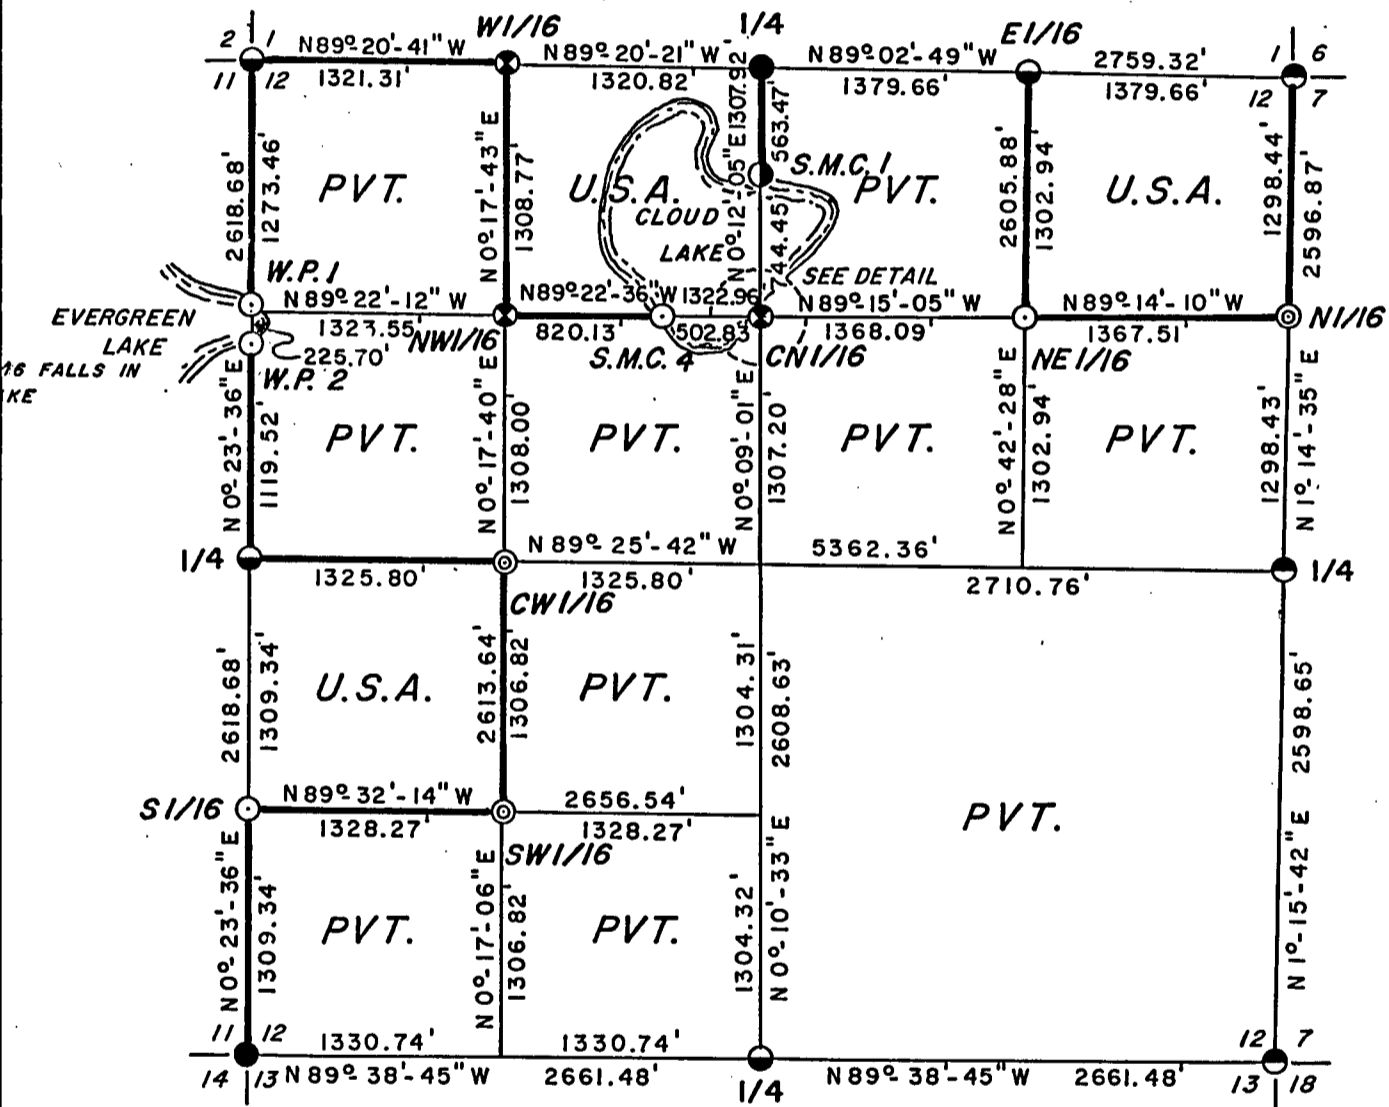 W1/16
1/4
E1/16
2 1
N89°-20'-41" W
N89°-20'-21" W
N89°-02'-49" W
2759.32'
1 6
11 12
1321.31'
1320.82'
1379.66'
1379.66'
12 7
2618.68'
1273.46'
PVT.
N0°-17'-43" E
1308.77'
U.S.A.
CLOUD
LAKE
N0°-12'-05" E 1307.92'
563.47'
744.45'
S.M.C. 1
PVT.
2605.88'
1302.94'
U.S.A.
1298.44'
2596.87'
SEE DETAIL
W.P. 1
N89°-22'-12" W
N89°-22'-36" W
1322.96'
N89°-15'-05" W
N89°-14'-10" W
N1/16
EVERGREEN
LAKE
1323.55'
NW1/16
820.13'
502.83'
1368.09'
1367.51'
225.70'
S.M.C. 4
CN1/16
NE1/16
16 FALLS IN
KE
W.P. 2
N0°-23'-36" E
1119.52'
PVT.
N0°-17'-40" E
1308.00'
PVT.
N0°-09'-01" E
1307.20'
PVT.
N0°-42'-28" E
1302.94'
PVT.
1298.43'
N1°-14'-35" E
1/4
N89°-25'-42" W
5362.36'
1/4
1325.80'
1325.80'
2710.76'
CW1/16
2618.68'
1309.34'
U.S.A.
2613.64'
1306.82'
PVT.
1304.31'
2608.63'
2598.65'
S1/16
N89°-32'-14" W
2656.54'
1328.27'
1328.27'
PVT.
SW1/16
N0°-23'-36" E
1309.34'
PVT.
N0°-17'-06" E
1306.82'
PVT.
1304.32'
N0°-10'-33" E
N1°-15'-42" E
11 12
1330.74'
1330.74'
12 7
14 13
N89°-38'-45" W
2661.48'
1/4
N89°-38'-45" W
2661.48'
13 18